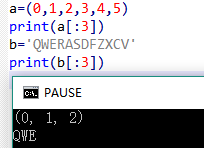 a=(0,1,2,3,4,5)
print(a[:3])
b='QWERASDFZXCV'
print(b[:3])
PAUSE
(0, 1, 2)
QWE